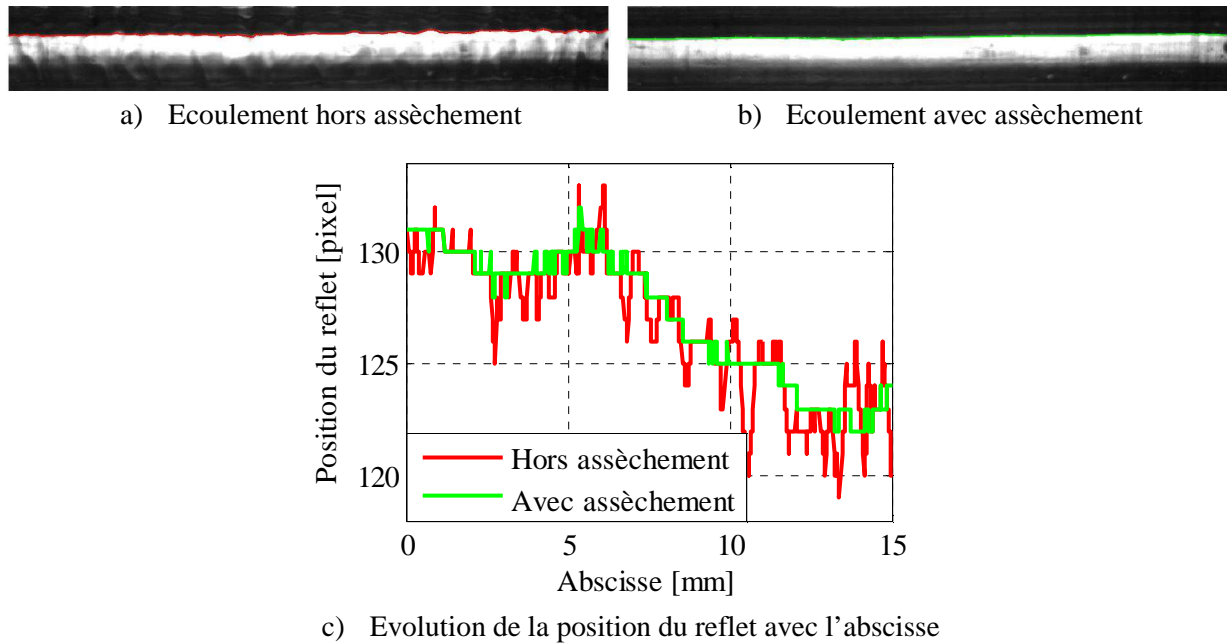 a) Ecoulement hors assèchement
b) Ecoulement avec assèchement
Position du reflet [pixel]
130
125
120
Hors assèchement
Avec assèchement
0
5
10
15
Abscisse [mm]
c) Evolution de la position du reflet avec l’abscisse